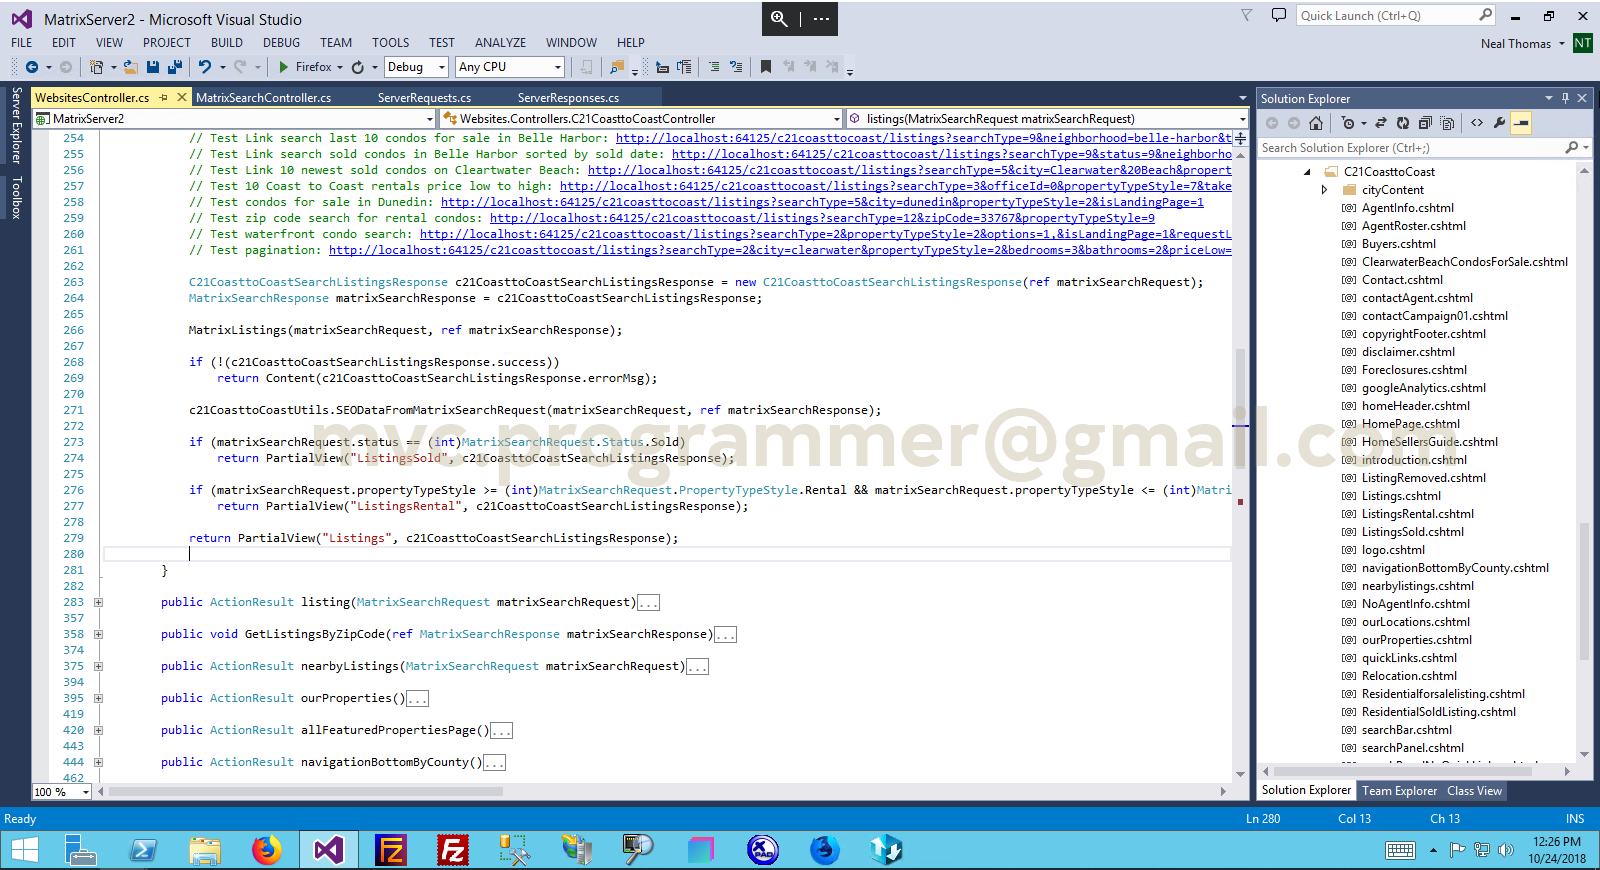 MatrixServer2 - Microsoft Visual Studio
Quick Launch (Ctrl+Q)
FILE EDIT VIEW PROJECT BUILD DEBUG TEAM TOOLS TEST ANALYZE WINDOW HELP
Neal Thomas NT
Firefox Debug Any CPU
Server Explorer
Toolbox
WebsitesController.cs MatrixSearchController.cs ServerRequests.cs ServerResponses.cs
MatrixServer2 Websites.Controllers.C21CoasttoCoastController listings(MatrixSearchRequest matrixSearchRequest)
254 // Test Link search last 10 condos for sale in Belle Harbor: http://localhost:64125/c21coasttocoast/listings?searchType=9&neighborhood=belle-harbor&t
255 // Test Link search sold condos in Belle Harbor sorted by sold date: http://localhost:64125/c21coasttocoast/listings?searchType=9&status=9&neighborho
256 // Test Link 10 newest sold condos on Cleartwater Beach: http://localhost:64125/c21coasttocoast/listings?searchType=5&city=Clearwater&20Beach&propert
257 // Test 10 Coast to Coast rentals price low to high: http://localhost:64125/c21coasttocoast/listings?searchType=3&officeId=0&propertyTypeStyle=7&take
258 // Test condos for sale in Dunedin: http://localhost:64125/c21coasttocoast/listings?searchType=5&city=dunedin&propertyTypeStyle=2&isLandingPage=1
259 // Test zip code search for rental condos: http://localhost:64125/c21coasttocoast/listings?searchType=12&zipCode=33767&propertyTypeStyle=9
260 // Test waterfront condo search: http://localhost:64125/c21coasttocoast/listings?searchType=2&propertyTypeStyle=2&options=1,&isLandingPage=1&requestL
261 // Test pagination: http://localhost:64125/c21coasttocoast/listings?searchType=2&city=clearwater&propertyTypeStyle=2&bedrooms=3&bathrooms=2&priceLow=
262
263 C21CoasttoCoastSearchListingsResponse c21CoasttoCoastSearchListingsResponse = new C21CoasttoCoastSearchListingsResponse(ref matrixSearchRequest);
264 MatrixSearchResponse matrixSearchResponse = c21CoasttoCoastSearchListingsResponse;
265
266 MatrixListings(matrixSearchRequest, ref matrixSearchResponse);
267
268 if (!(c21CoasttoCoastSearchListingsResponse.success))
269 return Content(c21CoasttoCoastSearchListingsResponse.errorMsg);
270
271 c21CoasttoCoastUtils.SEODataFromMatrixSearchRequest(matrixSearchRequest, ref matrixSearchResponse);
272
273 if (matrixSearchRequest.status == (int)MatrixSearchRequest.Status.Sold)
274 return PartialView("ListingsSold", c21CoasttoCoastSearchListingsResponse);
275
276 if (matrixSearchRequest.propertyTypeStyle >= (int)MatrixSearchRequest.PropertyTypeStyle.Rental && matrixSearchRequest.propertyTypeStyle <= (int)Matri
277 return PartialView("ListingsRental", c21CoasttoCoastSearchListingsResponse);
278
279 return PartialView("Listings", c21CoasttoCoastSearchListingsResponse);
280
281 }
282
283 public ActionResult listing(MatrixSearchRequest matrixSearchRequest)...
357
358 public void GetListingsByZipCode(ref MatrixSearchResponse matrixSearchResponse)...
374
375 public ActionResult nearbyListings(MatrixSearchRequest matrixSearchRequest)...
394
395 public ActionResult ourProperties()...
419
420 public ActionResult allFeaturedPropertiesPage()...
443
444 public ActionResult navigationBottomByCounty()...
462
mvc.programmer@gmail.com
100 %
Solution Explorer
Search Solution Explorer (Ctrl+;)
C21CoasttoCoast
cityContent
AgentInfo.cshtml
AgentRoster.cshtml
Buyers.cshtml
ClearwaterBeachCondosForSale.cshtml
Contact.cshtml
contactAgent.cshtml
contactCampaign01.cshtml
copyrightFooter.cshtml
disclaimer.cshtml
Foreclosures.cshtml
googleAnalytics.cshtml
homeHeader.cshtml
HomePage.cshtml
HomeSellersGuide.cshtml
introduction.cshtml
ListingRemoved.cshtml
Listings.cshtml
ListingsRental.cshtml
ListingsSold.cshtml
logo.cshtml
navigationBottomByCounty.cshtml
nearbylistings.cshtml
NoAgentInfo.cshtml
ourLocations.cshtml
ourProperties.cshtml
quickLinks.cshtml
Relocation.cshtml
Residentialforsalelisting.cshtml
ResidentialSoldListing.cshtml
searchBar.cshtml
searchPanel.cshtml
Solution Explorer Team Explorer Class View
Ready Ln 280 Col 13 Ch 13 INS
12:26 PM
10/24/2018